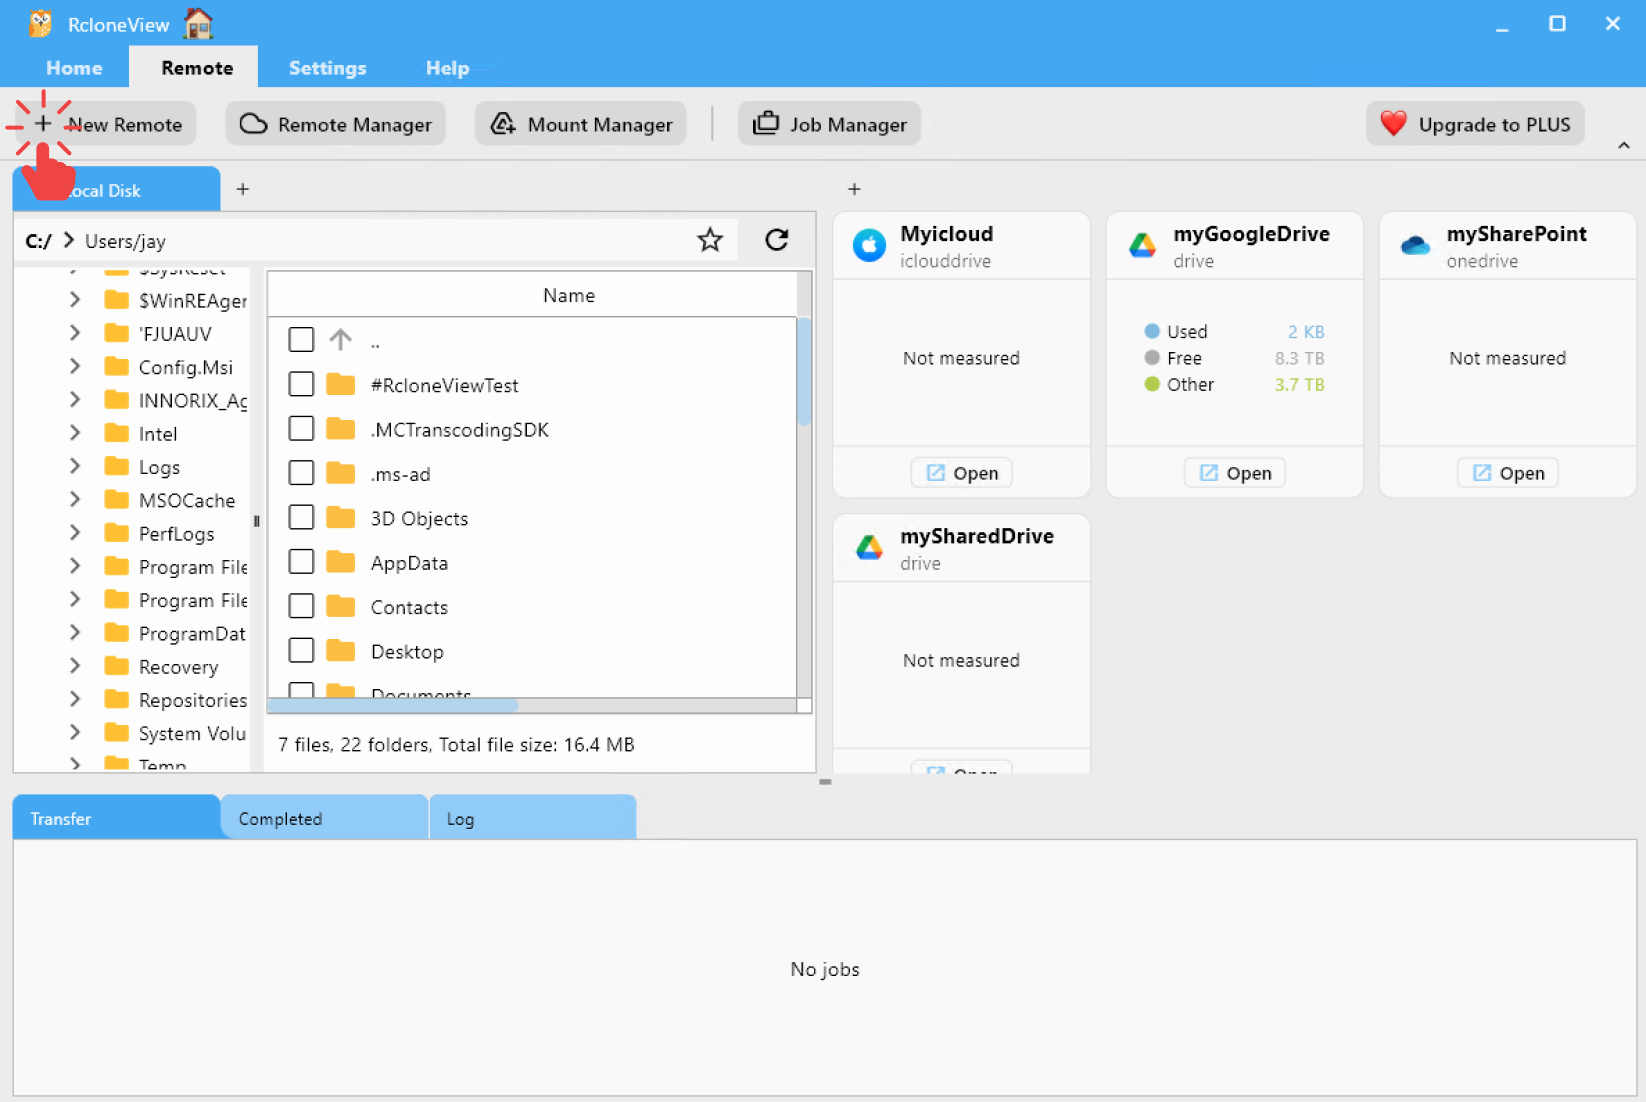 RcloneView
Home Remote Settings Help
New Remote Remote Manager Mount Manager Job Manager Upgrade to PLUS
Local Disk + +
C:/ Users/jay
$SysReset
$WinREAger
'FJUAUV
Config.Msi
INNORIX_Ag
Intel
Logs
MSOCache
PerfLogs
Program File
Program File
ProgramDat
Recovery
Repositories
System Volu
Temp
Name
..
#RcloneViewTest
.MCTranscodingSDK
.ms-ad
3D Objects
AppData
Contacts
Desktop
Documents
7 files, 22 folders, Total file size: 16.4 MB
Myicloud
iclouddrive
Not measured
Open
myGoogleDrive
drive
Used 2 KB
Free 8.3 TB
Other 3.7 TB
Open
mySharePoint
onedrive
Not measured
Open
mySharedDrive
drive
Not measured
Open
Transfer Completed Log
No jobs